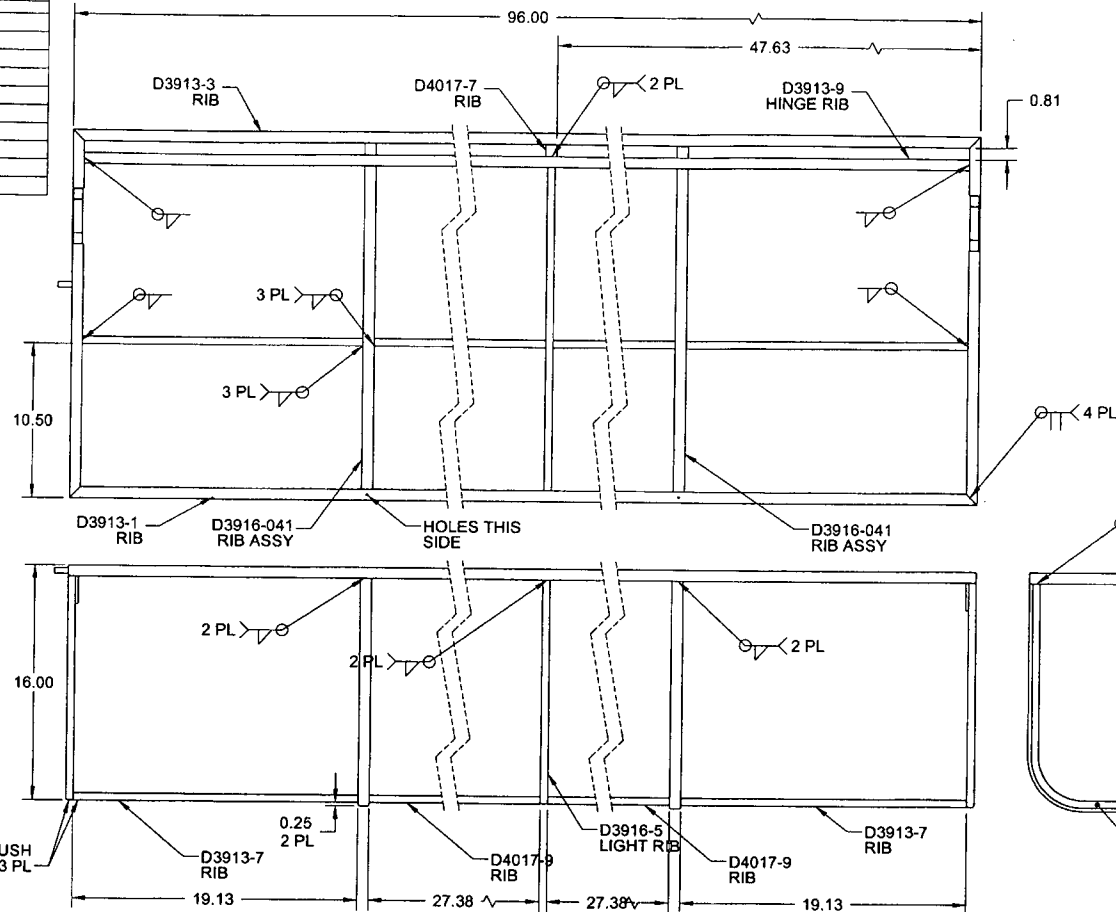 96.00
47.63
D3913-3
RIB
D4017-7
RIB
2 PL
D3913-9
HINGE RIB
0.81
3 PL
3 PL
10.50
4 PL
D3913-1
RIB
D3916-041
RIB ASSY
HOLES THIS
SIDE
D3916-041
RIB ASSY
2 PL
2 PL
2 PL
16.00
0.25
2 PL
USH
3 PL
D3913-7
RIB
D4017-9
RIB
D3916-5
LIGHT RIB
D4017-9
RIB
D3913-7
RIB
19.13
27.38
27.38
19.13